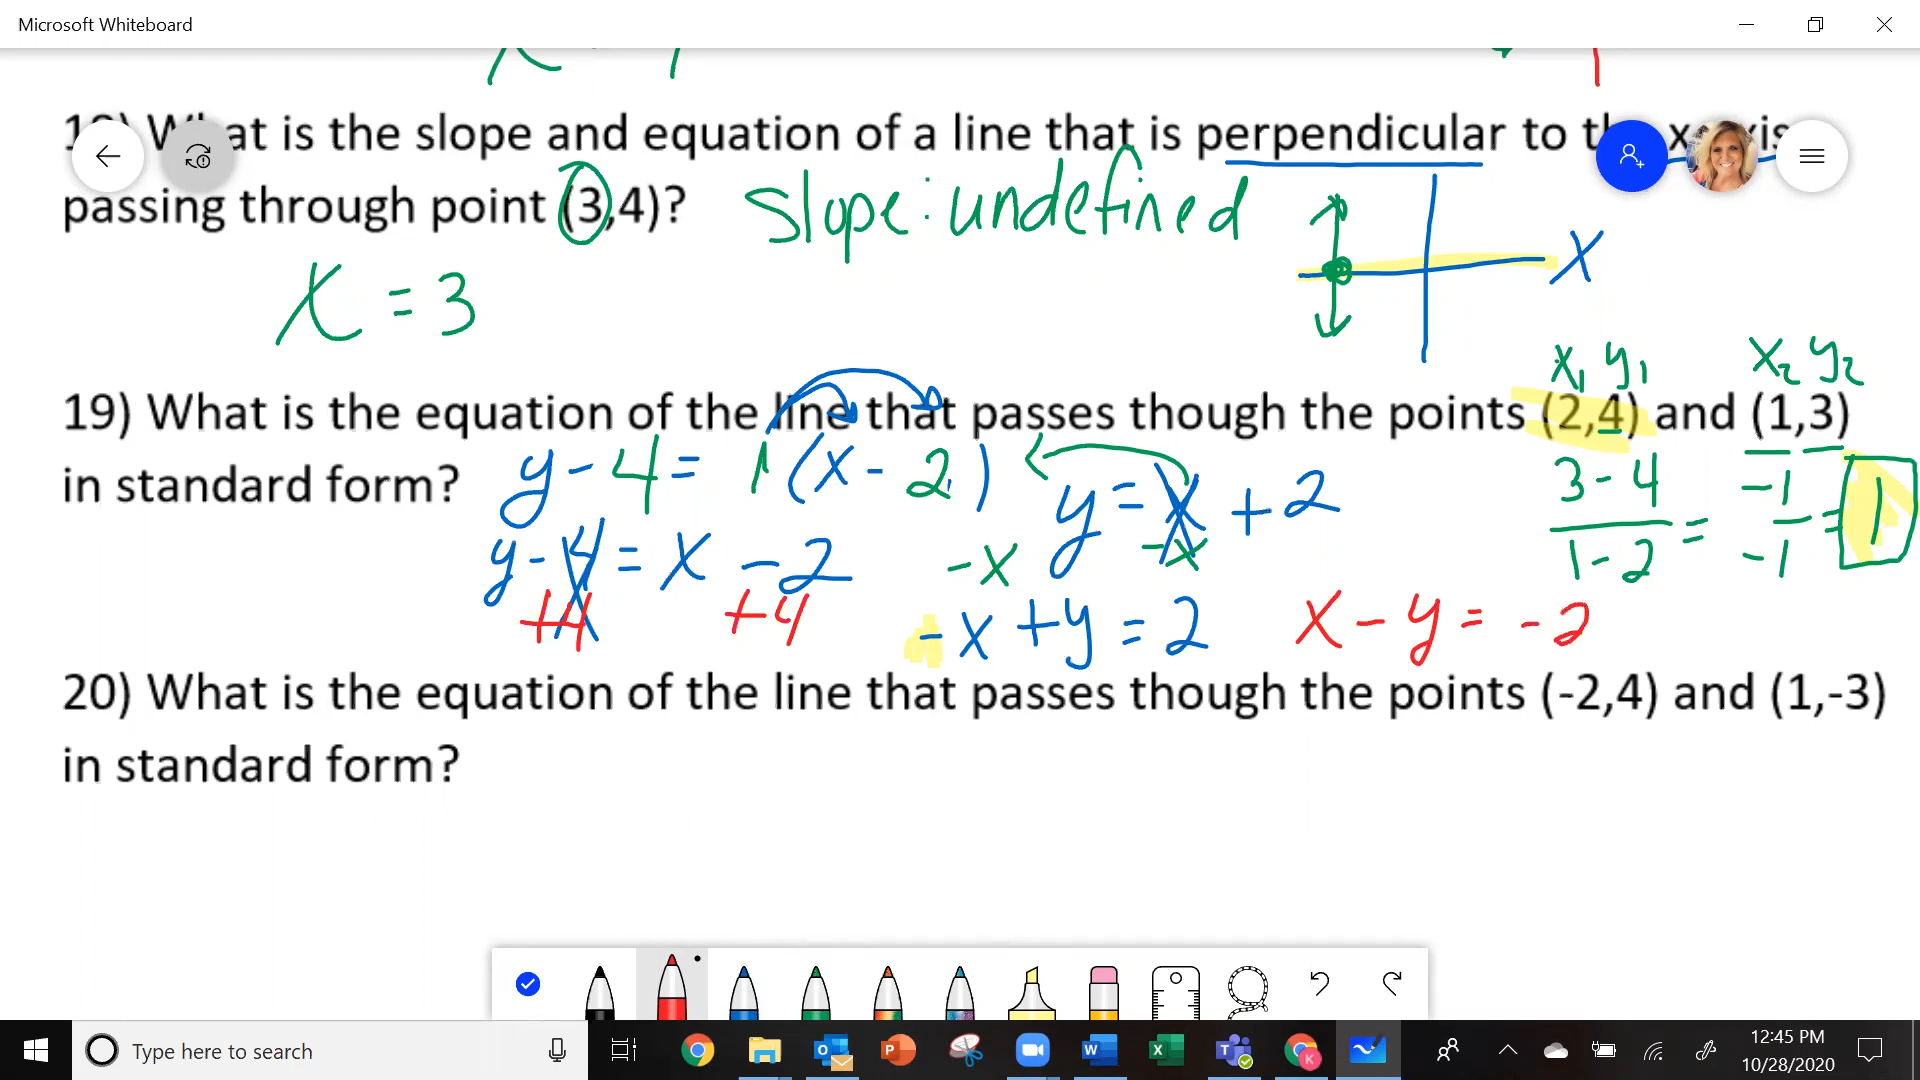 Microsoft Whiteboard
What is the slope and equation of a line that is perpendicular to the x
passing through point (3,4)?
slope: undefined
x
x = 3
x1 y1
x2 y2
19) What is the equation of the line that passes though the points (2,4) and (1,3)
in standard form?
y - 4 = 1(x - 2)
y = x + 2
3 - 4
1 - 2
=
-1
-1
= 1
y - 4 = x - 2
-x
-x
+4
+4
-x + y = 2
x - y = -2
20) What is the equation of the line that passes though the points (-2,4) and (1,-3)
in standard form?
Type here to search
12:45 PM
10/28/2020